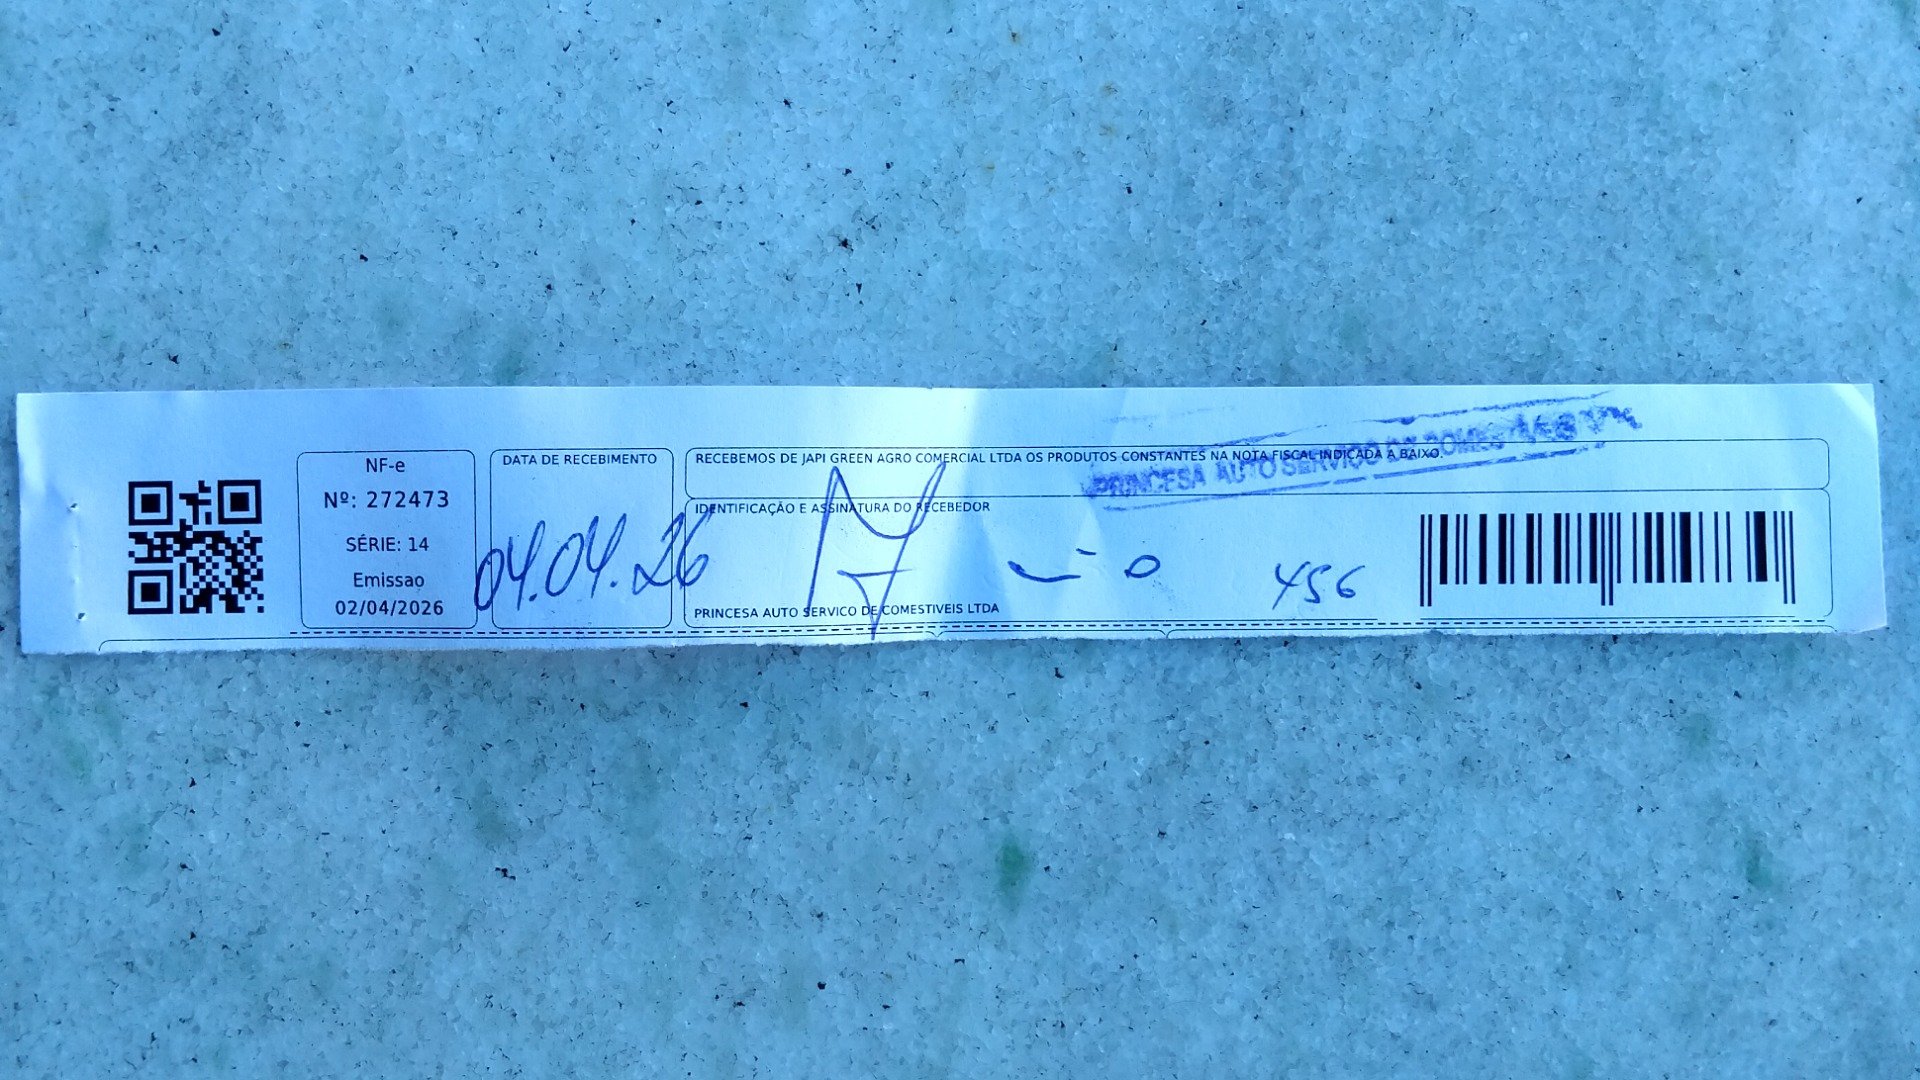 NF-e
Nº: 272473
SÉRIE: 14
Emissao
02/04/2026
DATA DE RECEBIMENTO
04.04.26
RECEBEMOS DE JAPI GREEN AGRO COMERCIAL LTDA OS PRODUTOS CONSTANTES NA NOTA FISCAL INDICADA A BAIXO.
PRINCESA AUTO SERVIÇO DE
IDENTIFICAÇÃO E ASSINATURA DO RECEBEDOR
456
PRINCESA AUTO SERVICO DE COMESTIVEIS LTDA